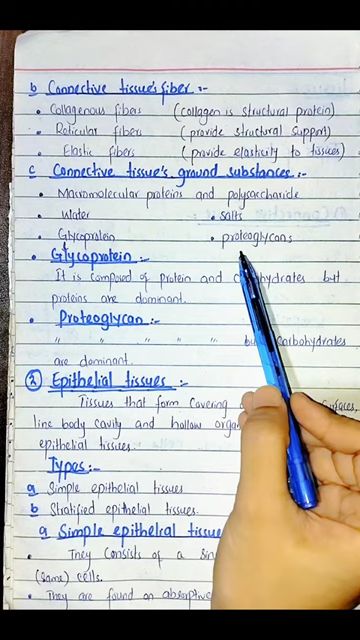 b Connective tissue's fiber :-
• Collagenous fibers (collagen is structural protein)
• Reticular fibers (provide structural support)
• Elastic fibers (provide elasticity to tissues)
c Connective tissue's ground substances:-
• Macromolecular proteins and polysaccharide
• Water • salts
• Glycoprotein • proteoglycans
• Glycoprotein :-
It is composed of protein and carbohydrates but
proteins are dominant.
• Proteoglycan :-
" " " " " but carbohydrates
are dominant.
② Epithelial tissues :-
Tissues that form covering surfaces,
line body cavity and hollow
epithelial tissues.
Types:-
a Simple epithelial tissues
b Stratified epithelial tissues.
a Simple epithelial tissue
• They consists of a
(same) cells.
• They are found on absorptive